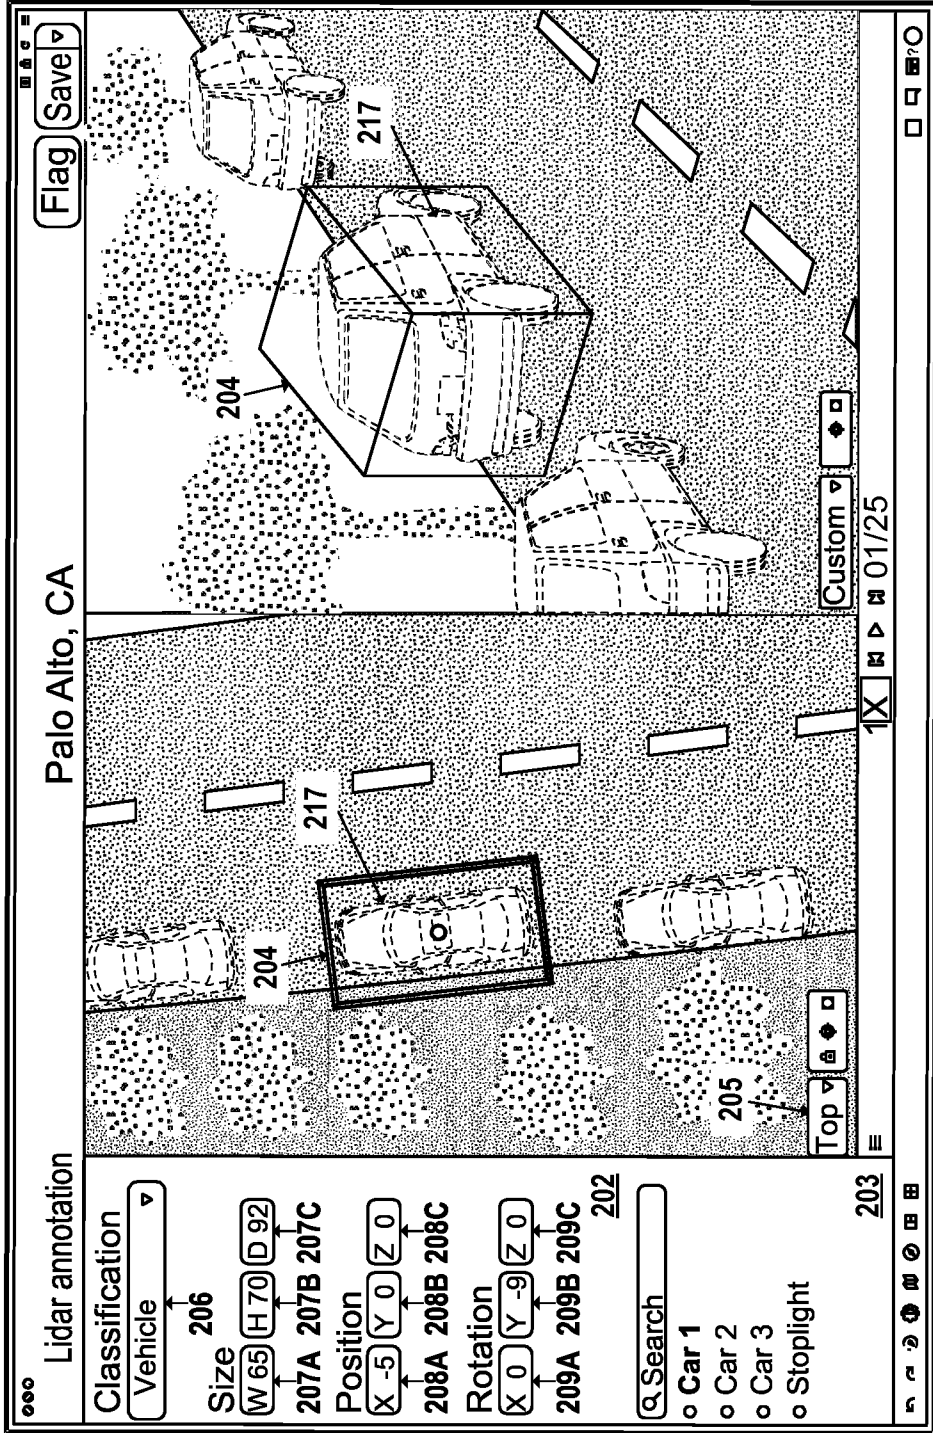 Lidar annotation
Palo Alto, CA
Flag Save
Classification
Vehicle
206
Size
W 65 H 70 D 92
207A 207B 207C
Position
X -5 Y 0 Z 0
208A 208B 208C
Rotation
X 0 Y -9 Z 0
209A 209B 209C
202
Search
Car 1
Car 2
Car 3
Stoplight
203
204
217
205
Top
204
217
Custom
1X 01/25
?